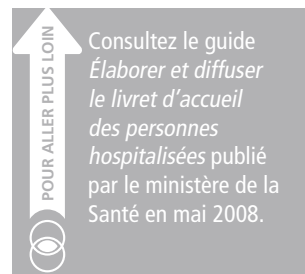 POUR ALLER PLUS LOIN
Consultez le guide
Élaborer et diffuser
le livret d’accueil
des personnes
hospitalisées publié
par le ministère de la
Santé en mai 2008.